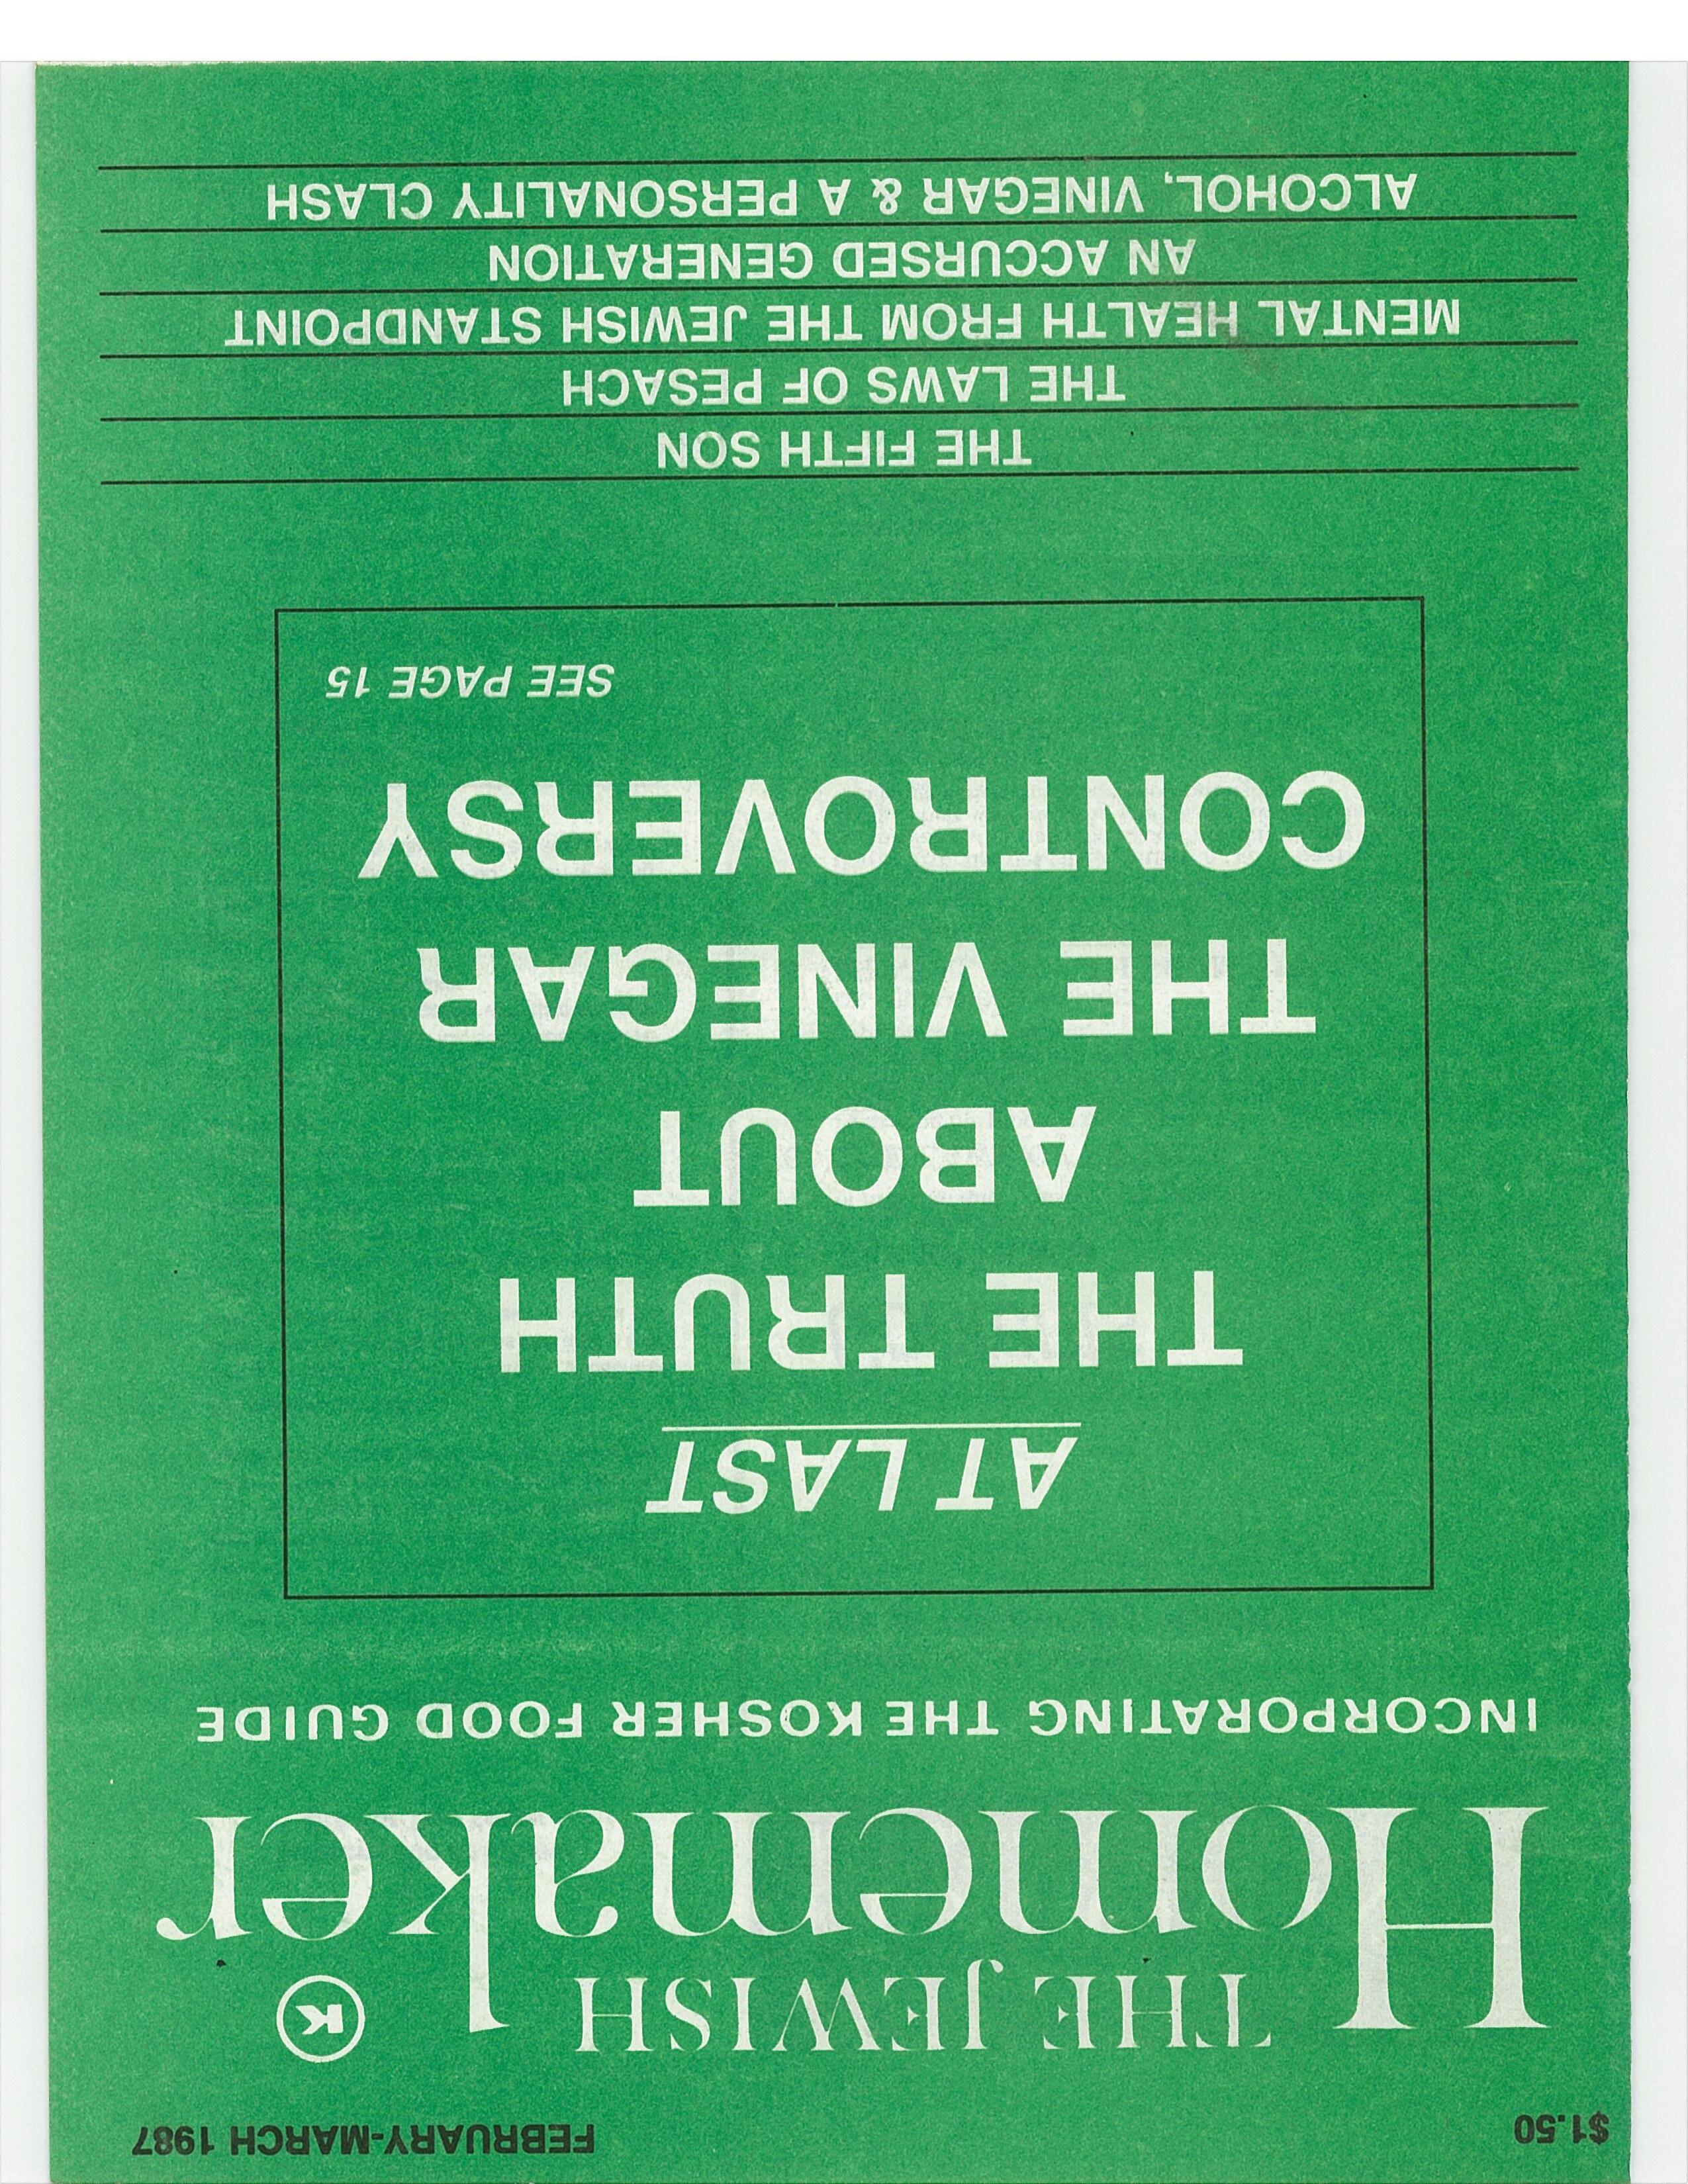 $1.50 FEBRUARY-MARCH 1987
THE JEWISH K
Homemaker
INCORPORATING THE KOSHER FOOD GUIDE
AT LAST
THE TRUTH
ABOUT
THE VINEGAR
CONTROVERSY
SEE PAGE 15
THE FIFTH SON
THE LAWS OF PESACH
MENTAL HEALTH FROM THE JEWISH STANDPOINT
AN ACCURSED GENERATION
ALCOHOL, VINEGAR & A PERSONALITY CLASH